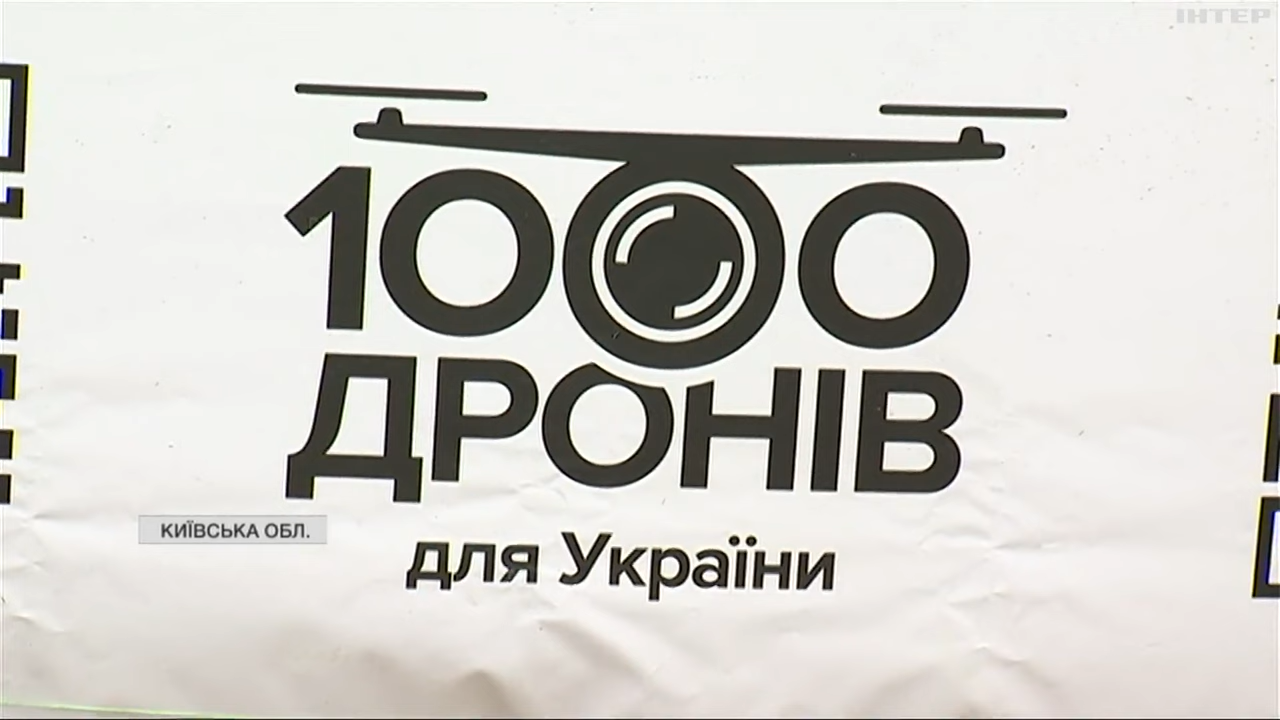 ІНТЕР
1000
ДРОНІВ
КИЇВСЬКА ОБЛ.
для України